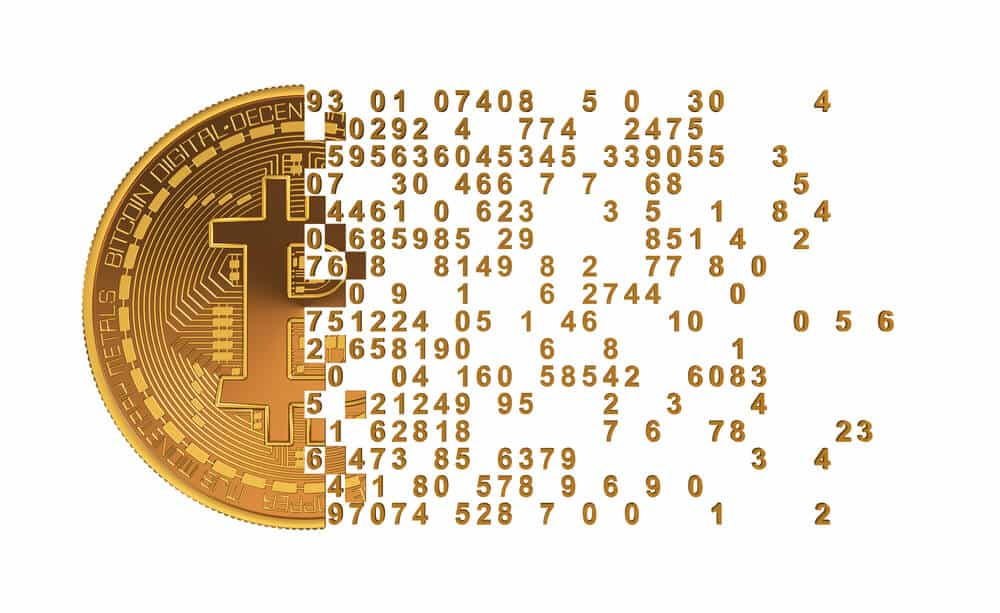 BITCOIN DIGITAL·DECEN
METALS
93 01 07408 5 0 30 4
0292 4 774 2475
595636045345 339055 3
07 30 466 7 7 68 5
4461 0 623 3 5 1 8 4
0 685985 29 851 4 2
76 8 8149 8 2 77 8 0
0 9 1 6 2744 0
751224 05 1 46 10 0 5 6
2 658190 6 8 1
0 04 160 58542 6083
5 21249 95 2 3 4
1 62818 7 6 78 23
6 473 85 6379 3 4
4 1 80 578 9 6 9 0
97074 528 7 0 0 1 2